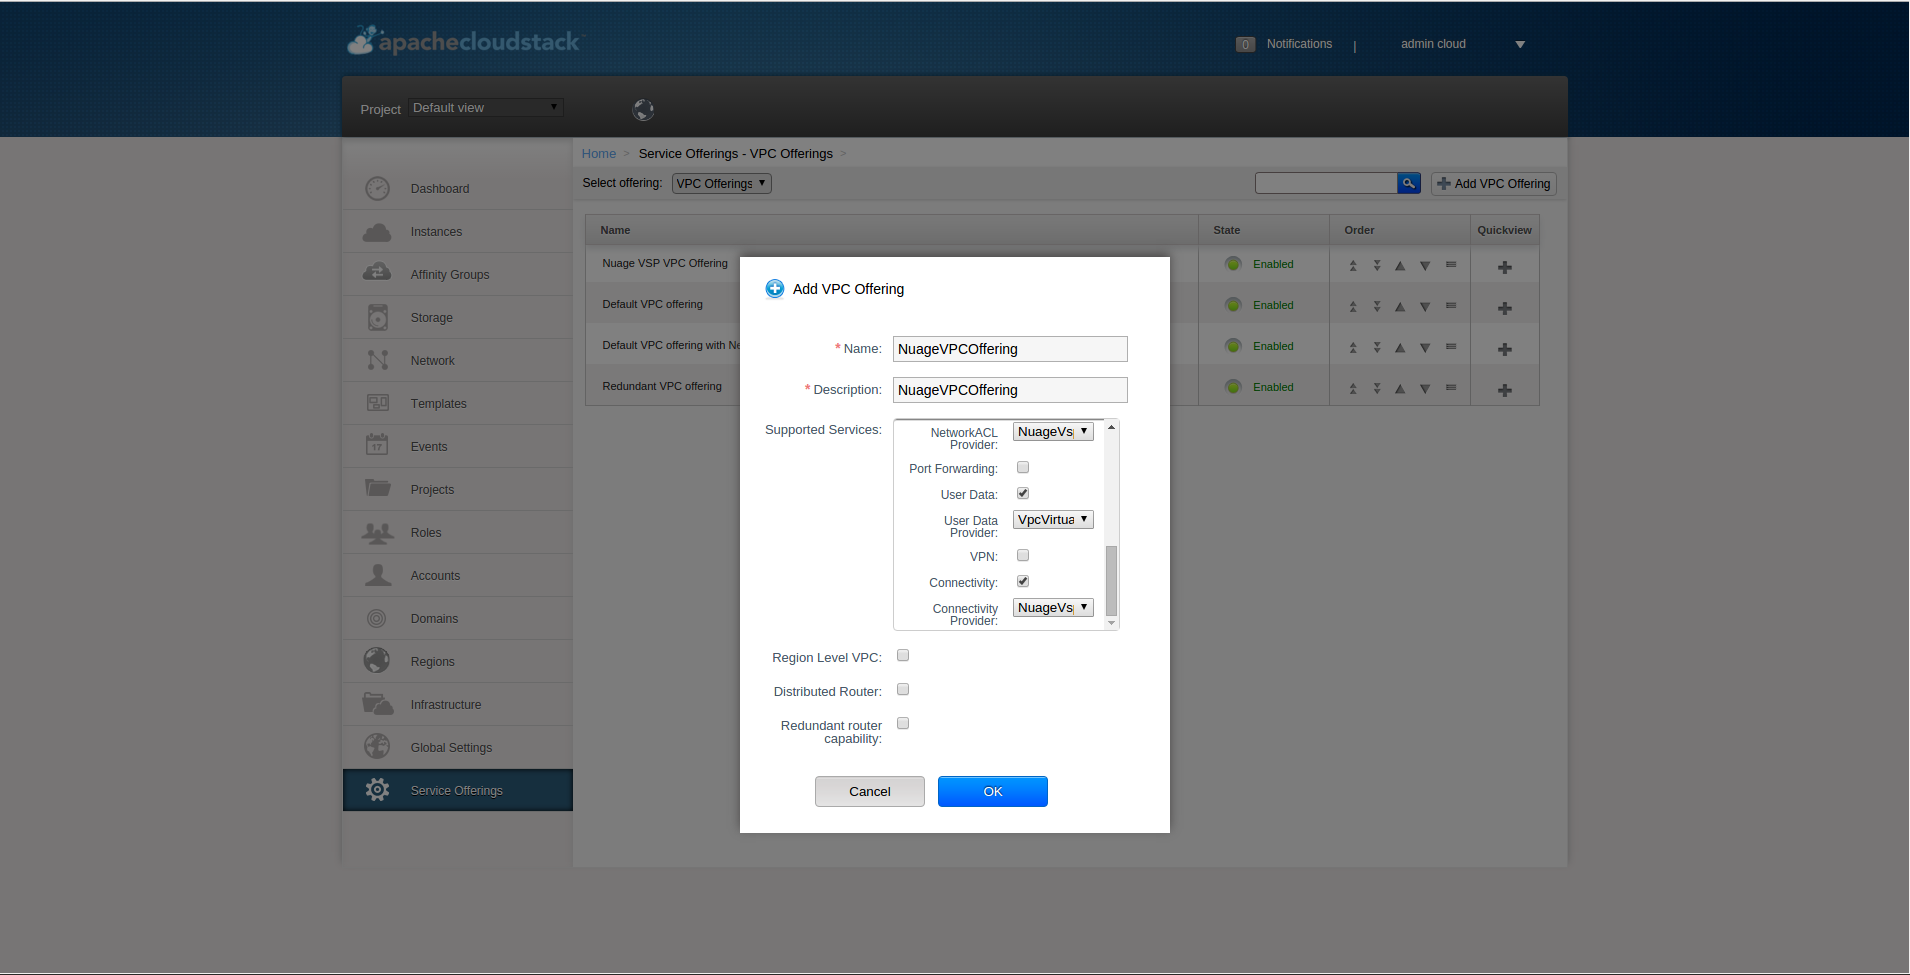 apachecloudstack
0 Notifications | admin cloud
Project Default view
Home > Service Offerings - VPC Offerings >
Select offering: VPC Offerings
Add VPC Offering
Dashboard
Instances
Affinity Groups
Storage
Network
Templates
17
Events
Projects
Roles
Accounts
Domains
Regions
Infrastructure
Global Settings
Service Offerings
Name State Order Quickview
Nuage VSP VPC Offering Enabled
Default VPC offering Enabled
Default VPC offering with Ne Enabled
Redundant VPC offering Enabled
Add VPC Offering
* Name: NuageVPCOffering
* Description: NuageVPCOffering
Supported Services:
NetworkACL NuageVs
Provider:
Port Forwarding:
User Data:
User Data VpcVirtua
Provider:
VPN:
Connectivity:
Connectivity NuageVs
Provider:
Region Level VPC:
Distributed Router:
Redundant router
capability:
Cancel OK